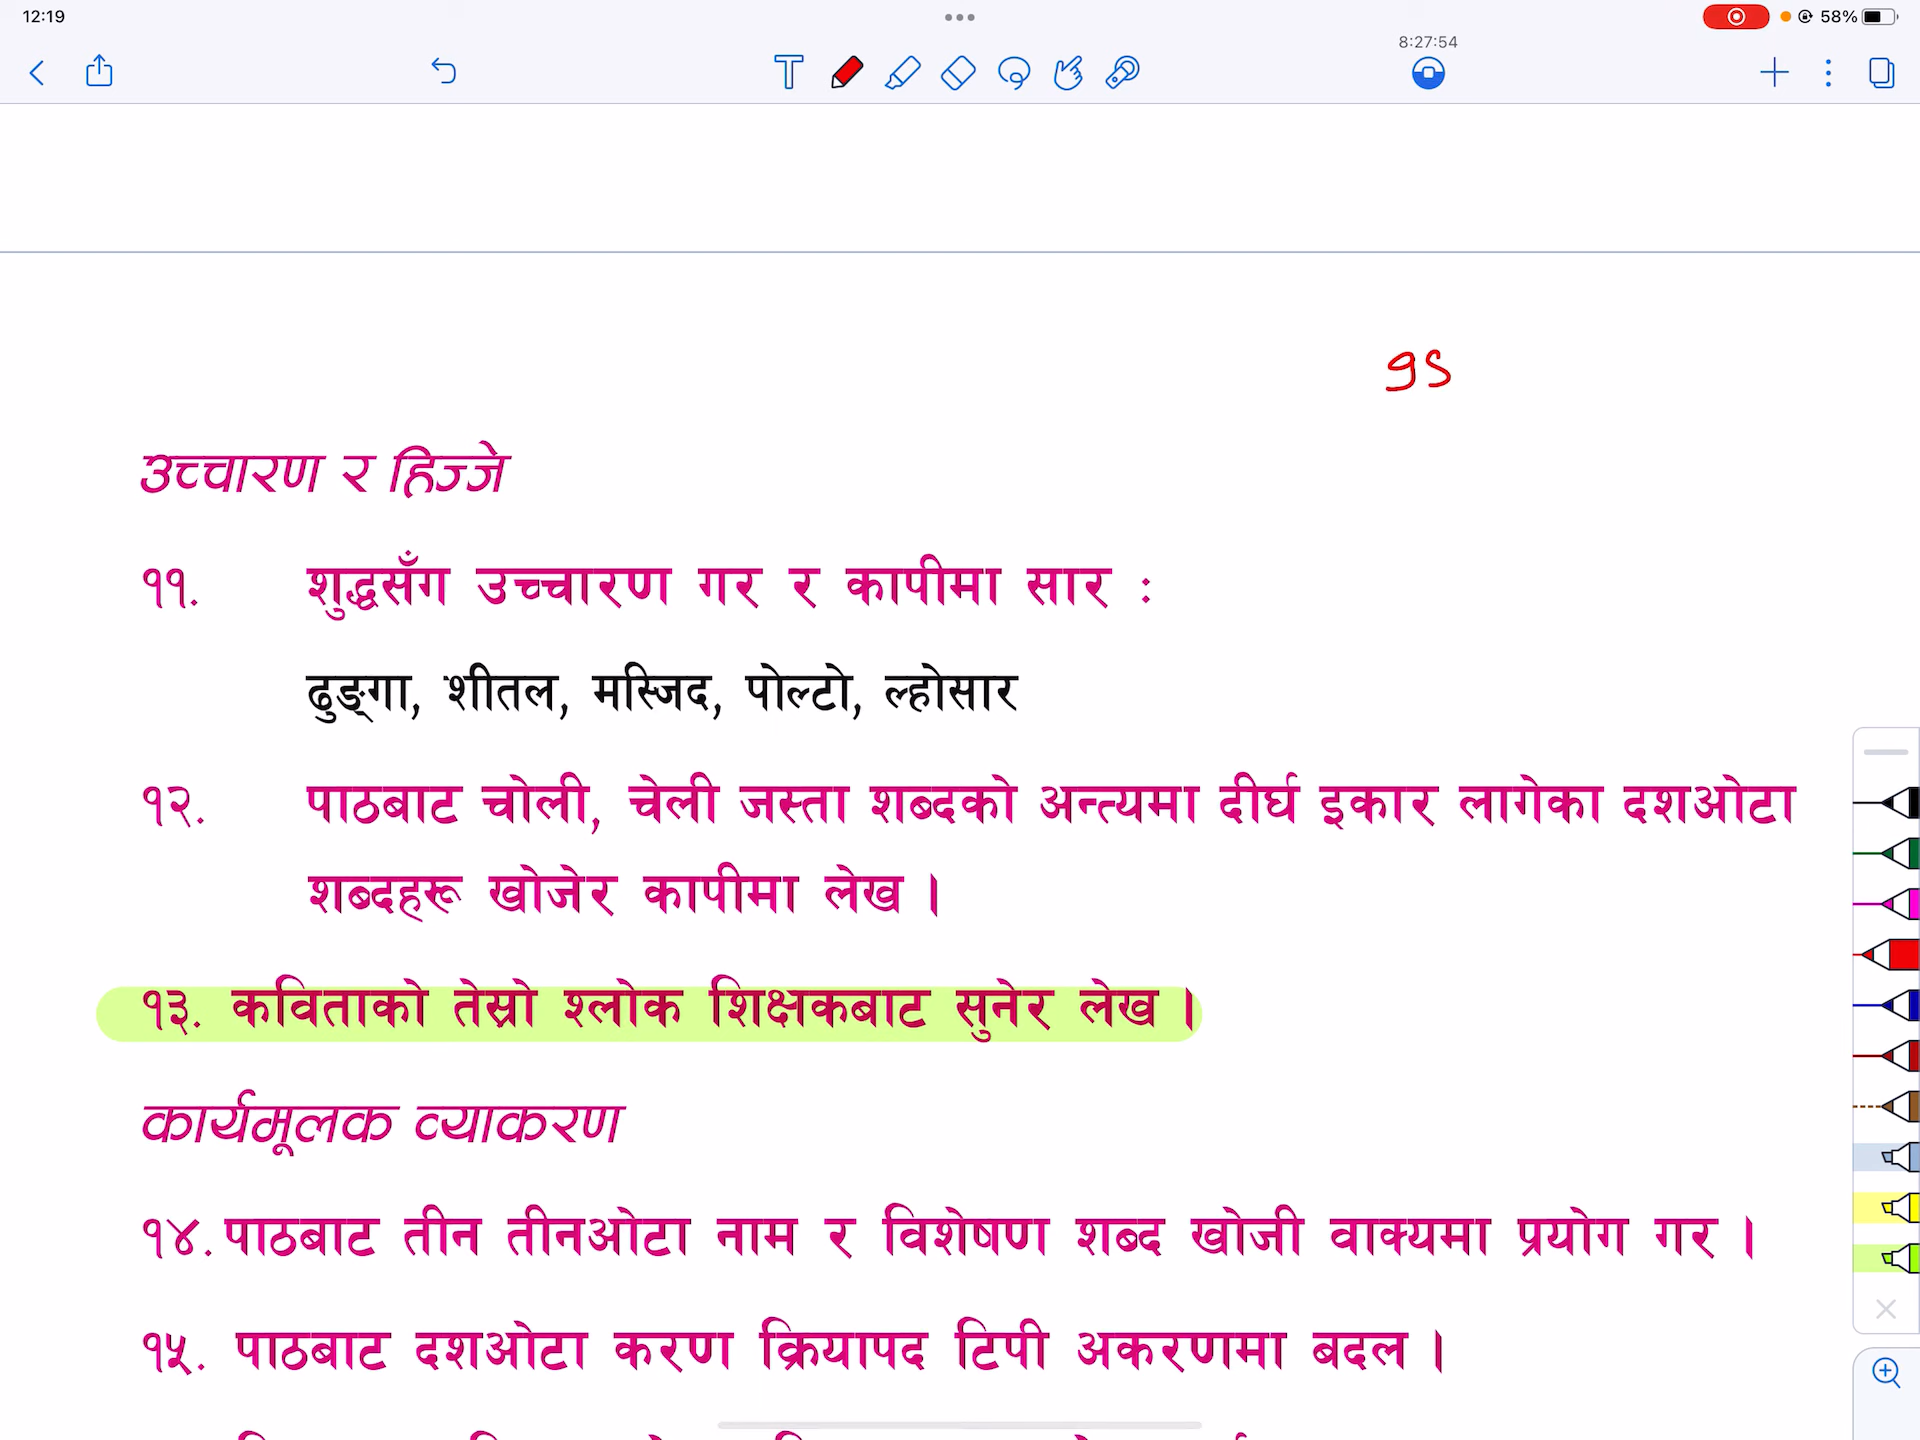 12:19
58%
8:27:54
उच्चारण र हिज्जे
११. शुद्धसँग उच्चारण गर र कापीमा सार :
ढुङ्गा, शीतल, मस्जिद, पोल्टो, ल्होसार
१२. पाठबाट चोली, चेली जस्ता शब्दको अन्त्यमा दीर्घ इकार लागेका दशओटा
शब्दहरू खोजेर कापीमा लेख ।
१३. कविताको तेस्रो श्लोक शिक्षकबाट सुनेर लेख ।
कार्यमूलक व्याकरण
१४. पाठबाट तीन तीनओटा नाम र विशेषण शब्द खोजी वाक्यमा प्रयोग गर ।
१५. पाठबाट दशओटा करण क्रियापद टिपी अकरणमा बदल ।